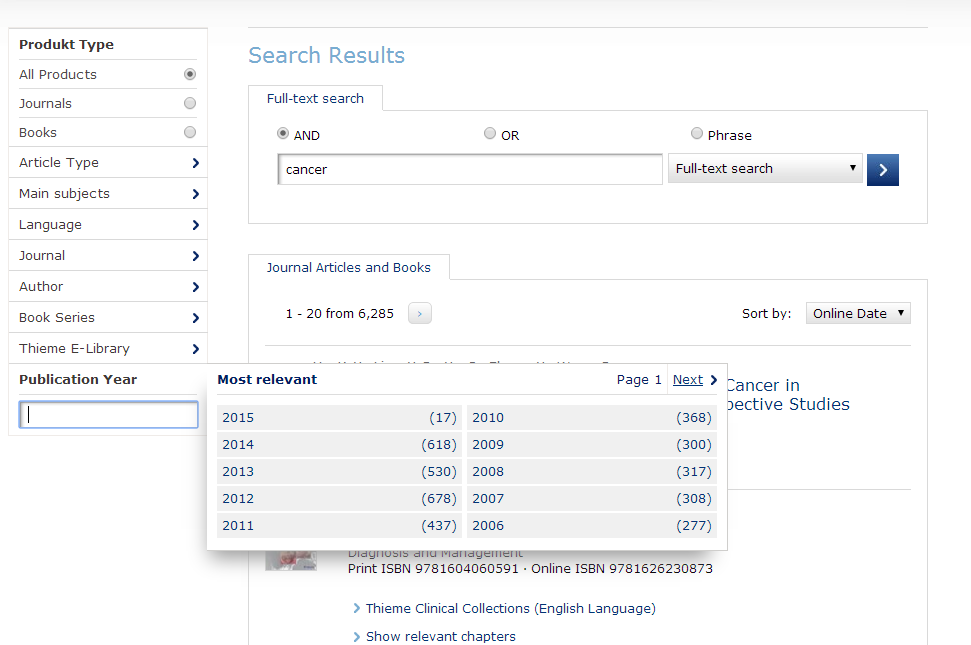 Produkt Type
All Products
Journals
Books
Article Type
Main subjects
Language
Journal
Author
Book Series
Thieme E-Library
Publication Year
Search Results
Full-text search
AND OR Phrase
cancer Full-text search
Journal Articles and Books
1 - 20 from 6,285 Sort by: Online Date
Most relevant Page 1 Next
2015 (17) 2010 (368)
2014 (618) 2009 (300)
2013 (530) 2008 (317)
2012 (678) 2007 (308)
2011 (437) 2006 (277)
Cancer in
pective Studies
Diagnosis and Management
Print ISBN 9781604060591 · Online ISBN 9781626230873
Thieme Clinical Collections (English Language)
Show relevant chapters